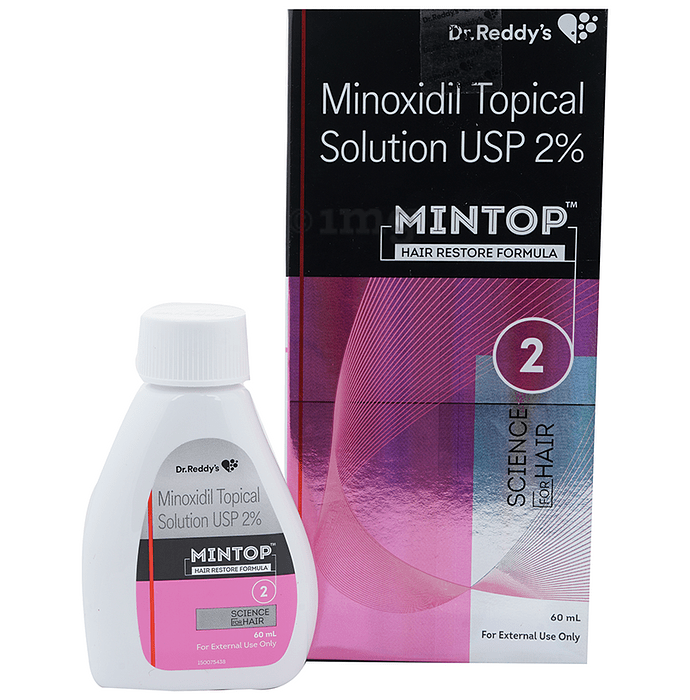 Dr.Reddy's
Minoxidil Topical
Solution USP 2%
MINTOP™
HAIR RESTORE FORMULA
2
SCIENCE
FOR HAIR
60 mL
For External Use Only
Dr.Reddy's
Minoxidil Topical
Solution USP 2%
MINTOP™
HAIR RESTORE FORMULA
2
SCIENCE
FOR HAIR
60 mL
For External Use Only
150075438
© 1mg